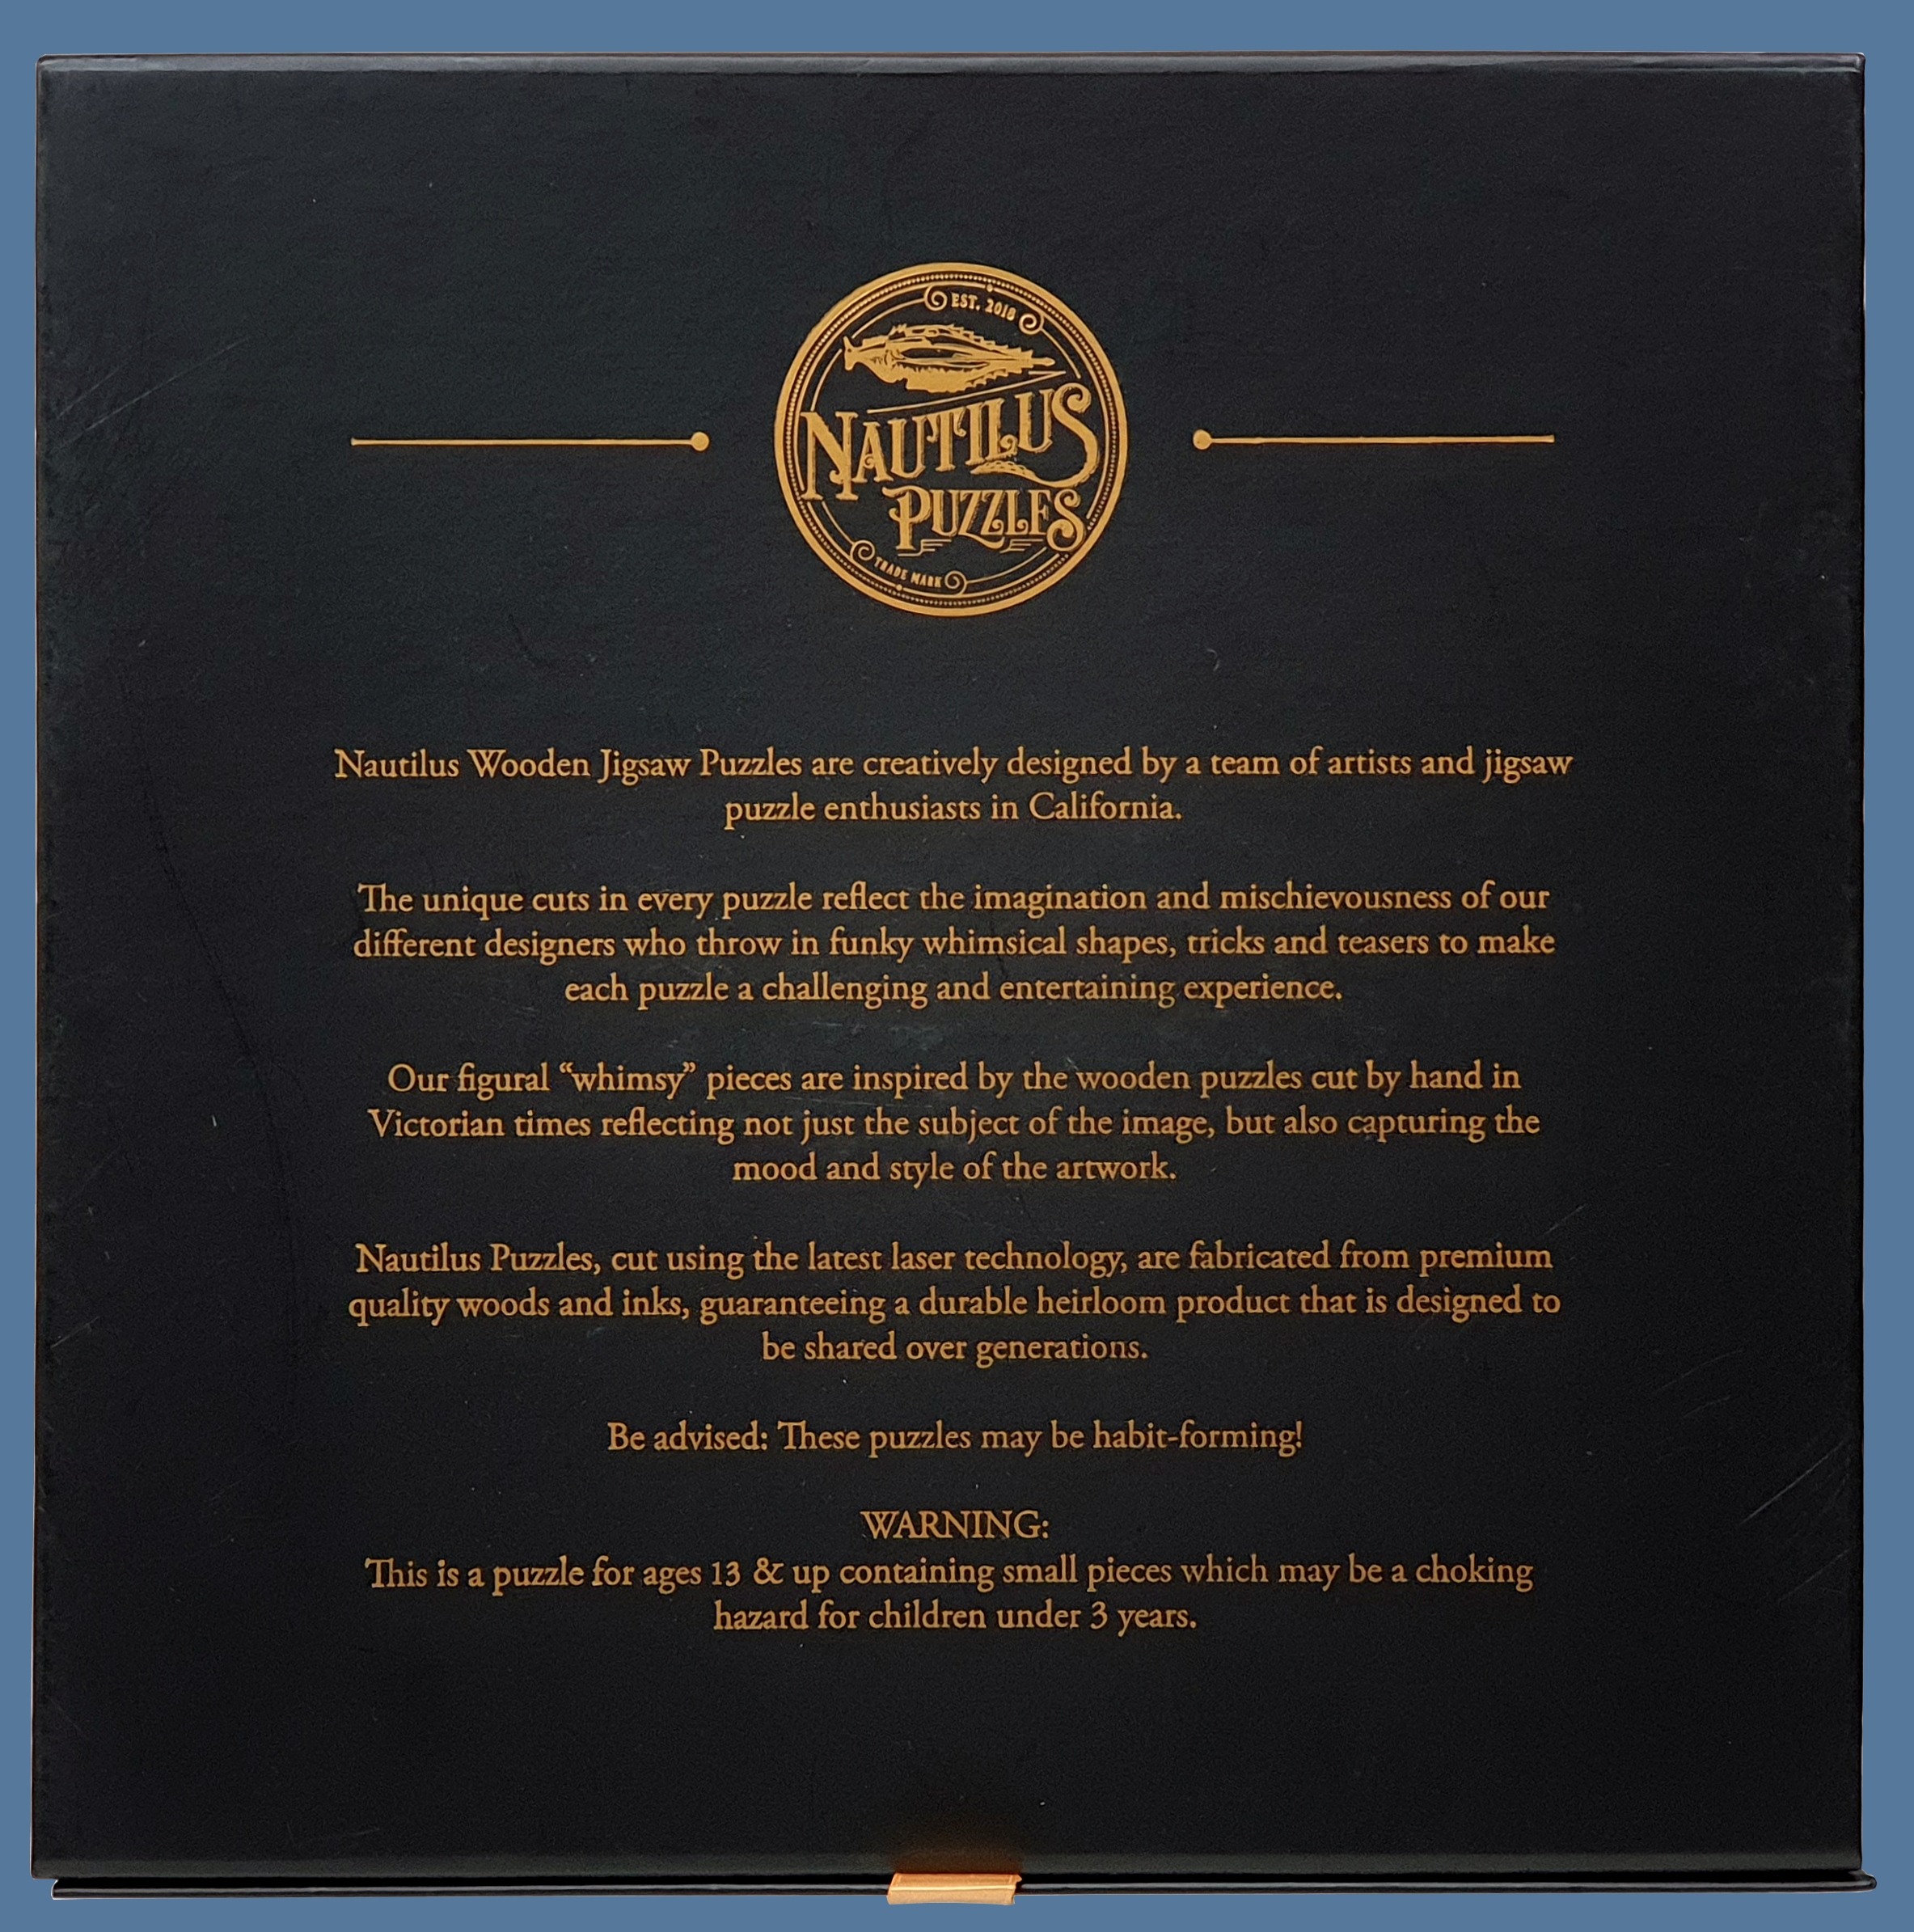 EST. 2018
NAUTILUS
PUZZLES
TRADE MARK
Nautilus Wooden Jigsaw Puzzles are creatively designed by a team of artists and jigsaw
puzzle enthusiasts in California.
The unique cuts in every puzzle reflect the imagination and mischievousness of our
different designers who throw in funky whimsical shapes, tricks and teasers to make
each puzzle a challenging and entertaining experience.
Our figural “whimsy” pieces are inspired by the wooden puzzles cut by hand in
Victorian times reflecting not just the subject of the image, but also capturing the
mood and style of the artwork.
Nautilus Puzzles, cut using the latest laser technology, are fabricated from premium
quality woods and inks, guaranteeing a durable heirloom product that is designed to
be shared over generations.
Be advised: These puzzles may be habit-forming!
WARNING:
This is a puzzle for ages 13 & up containing small pieces which may be a choking
hazard for children under 3 years.